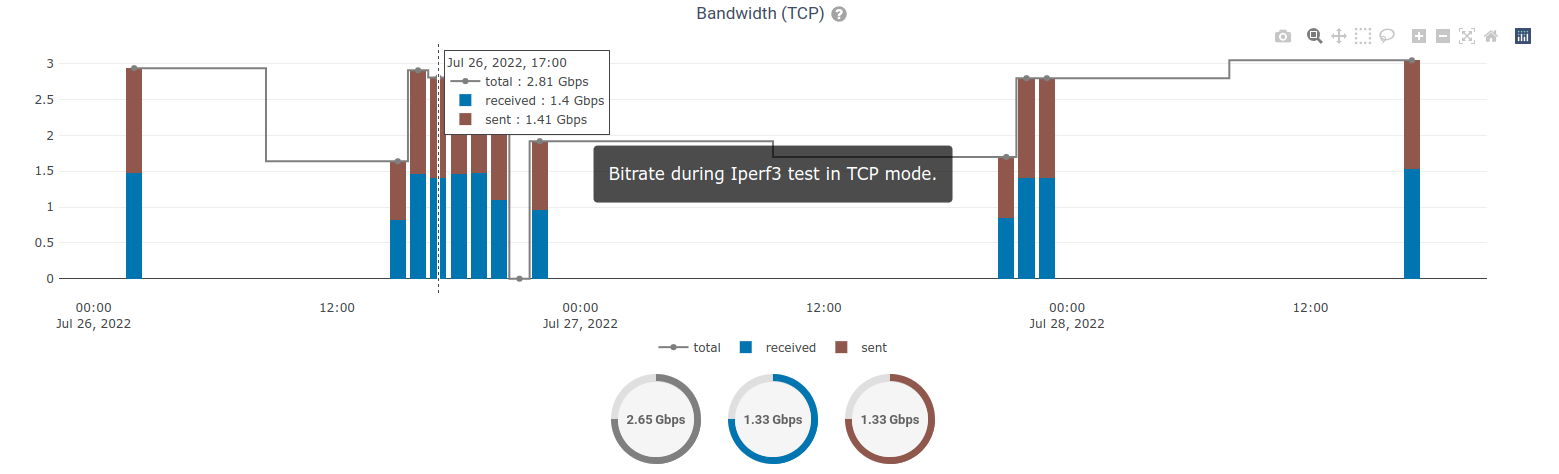 Bandwidth (TCP) ?
Jul 26, 2022, 17:00
total : 2.81 Gbps
received : 1.4 Gbps
sent : 1.41 Gbps
Bitrate during Iperf3 test in TCP mode.
3
2.5
2
1.5
1
0.5
0
00:00 12:00 00:00 12:00 00:00 12:00
Jul 26, 2022 Jul 27, 2022 Jul 28, 2022
total received sent
2.65 Gbps 1.33 Gbps 1.33 Gbps